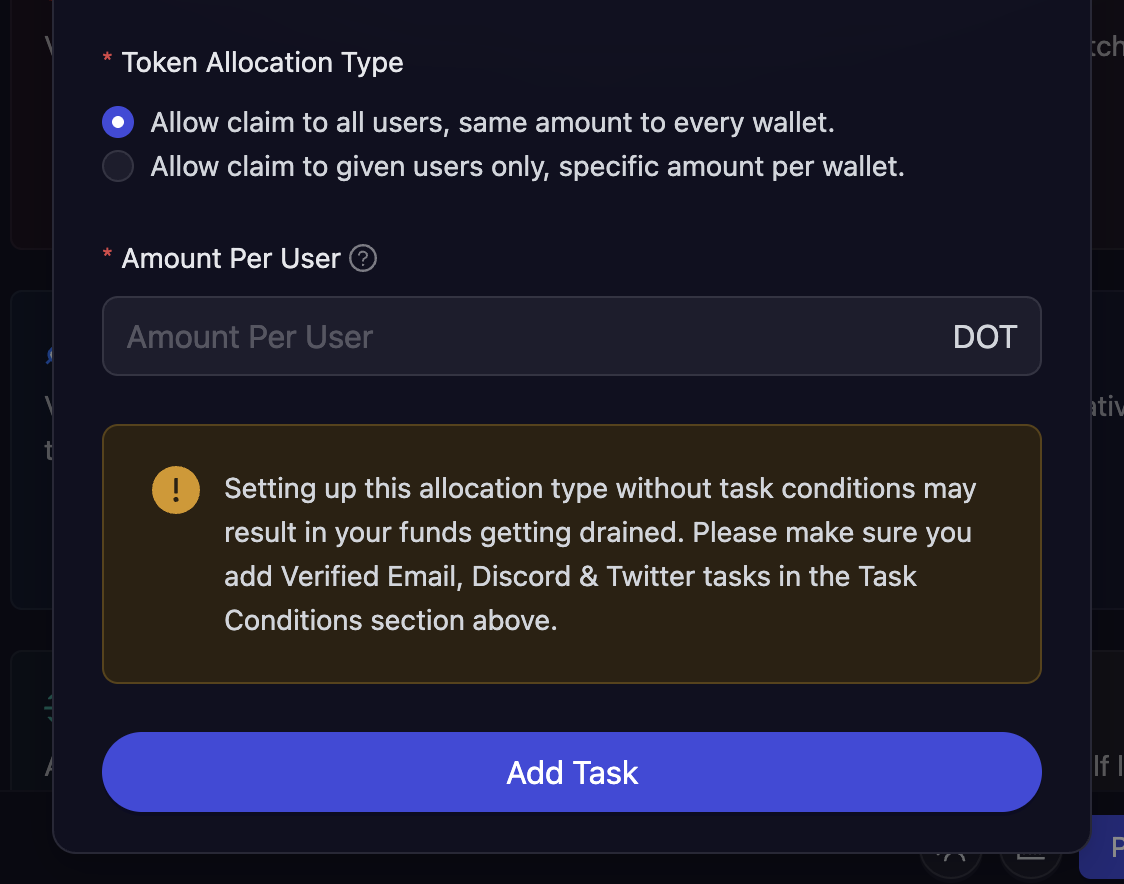 * Token Allocation Type
Allow claim to all users, same amount to every wallet.
Allow claim to given users only, specific amount per wallet.
* Amount Per User ?
Amount Per User DOT
Setting up this allocation type without task conditions may
result in your funds getting drained. Please make sure you
add Verified Email, Discord & Twitter tasks in the Task
Conditions section above.
Add Task